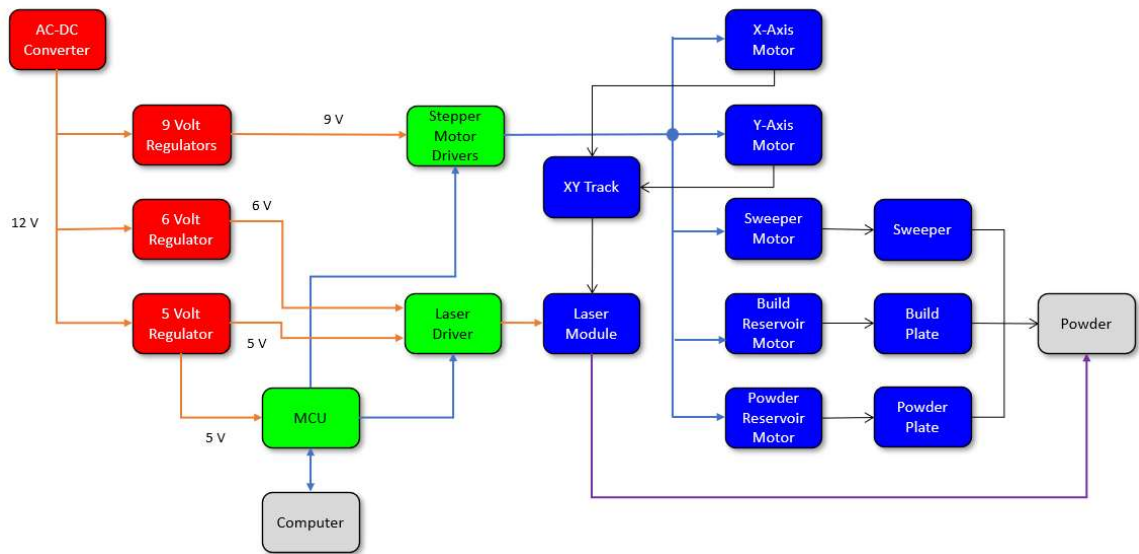 AC-DC
Converter
X-Axis
Motor
9 Volt
Regulators
9 V
Stepper
Motor
Drivers
Y-Axis
Motor
XY Track
12 V
6 Volt
Regulator
6 V
Sweeper
Motor
Sweeper
5 Volt
Regulator
5 V
Laser
Driver
Laser
Module
Build
Reservoir
Motor
Build
Plate
Powder
MCU
5 V
Powder
Reservoir
Motor
Powder
Plate
Computer